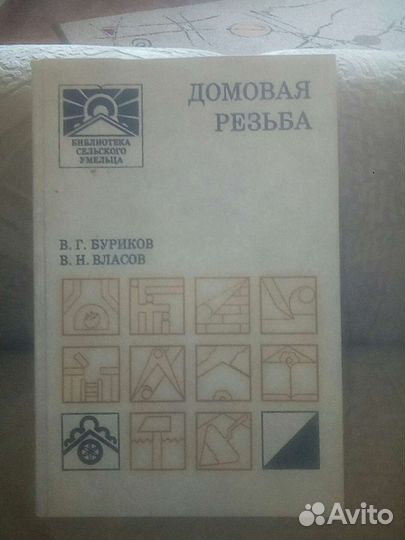 БИБЛИОТЕКА
СЕЛЬСКОГО
УМЕЛЬЦА
ДОМОВАЯ
РЕЗЬБА
В. Г. БУРИКОВ
В. Н. ВЛАСОВ
Avito